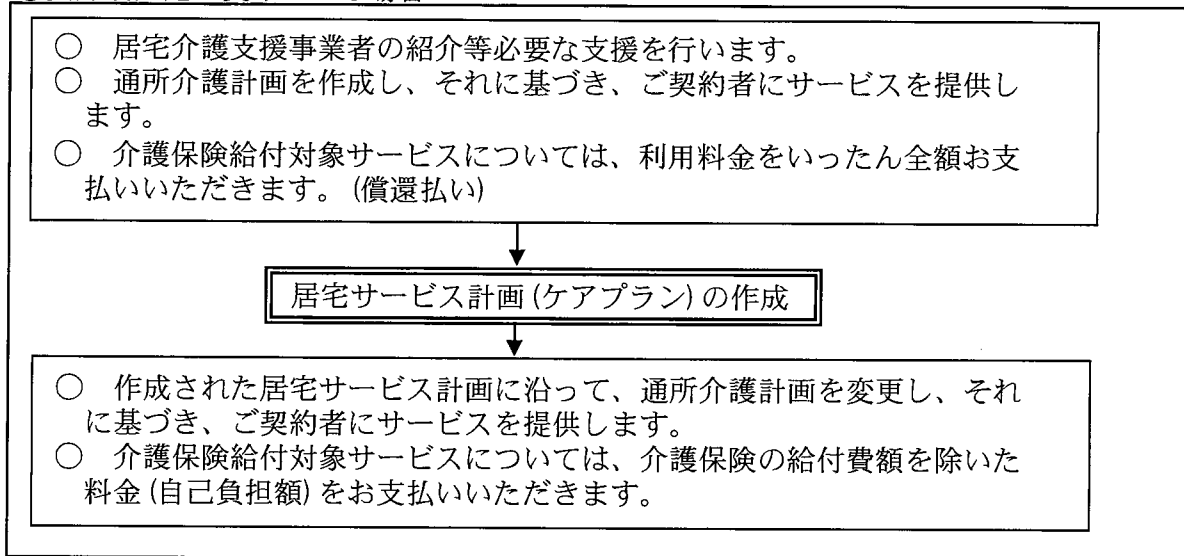 ○　居宅介護支援事業者の紹介等必要な支援を行います。
○　通所介護計画を作成し、それに基づき、ご契約者にサービスを提供し
ます。
○　介護保険給付対象サービスについては、利用料金をいったん全額お支
払いいただきます。(償還払い)
居宅サービス計画(ケアプラン)の作成
○　作成された居宅サービス計画に沿って、通所介護計画を変更し、それ
に基づき、ご契約者にサービスを提供します。
○　介護保険給付対象サービスについては、介護保険の給付費額を除いた
料金(自己負担額)をお支払いいただきます。